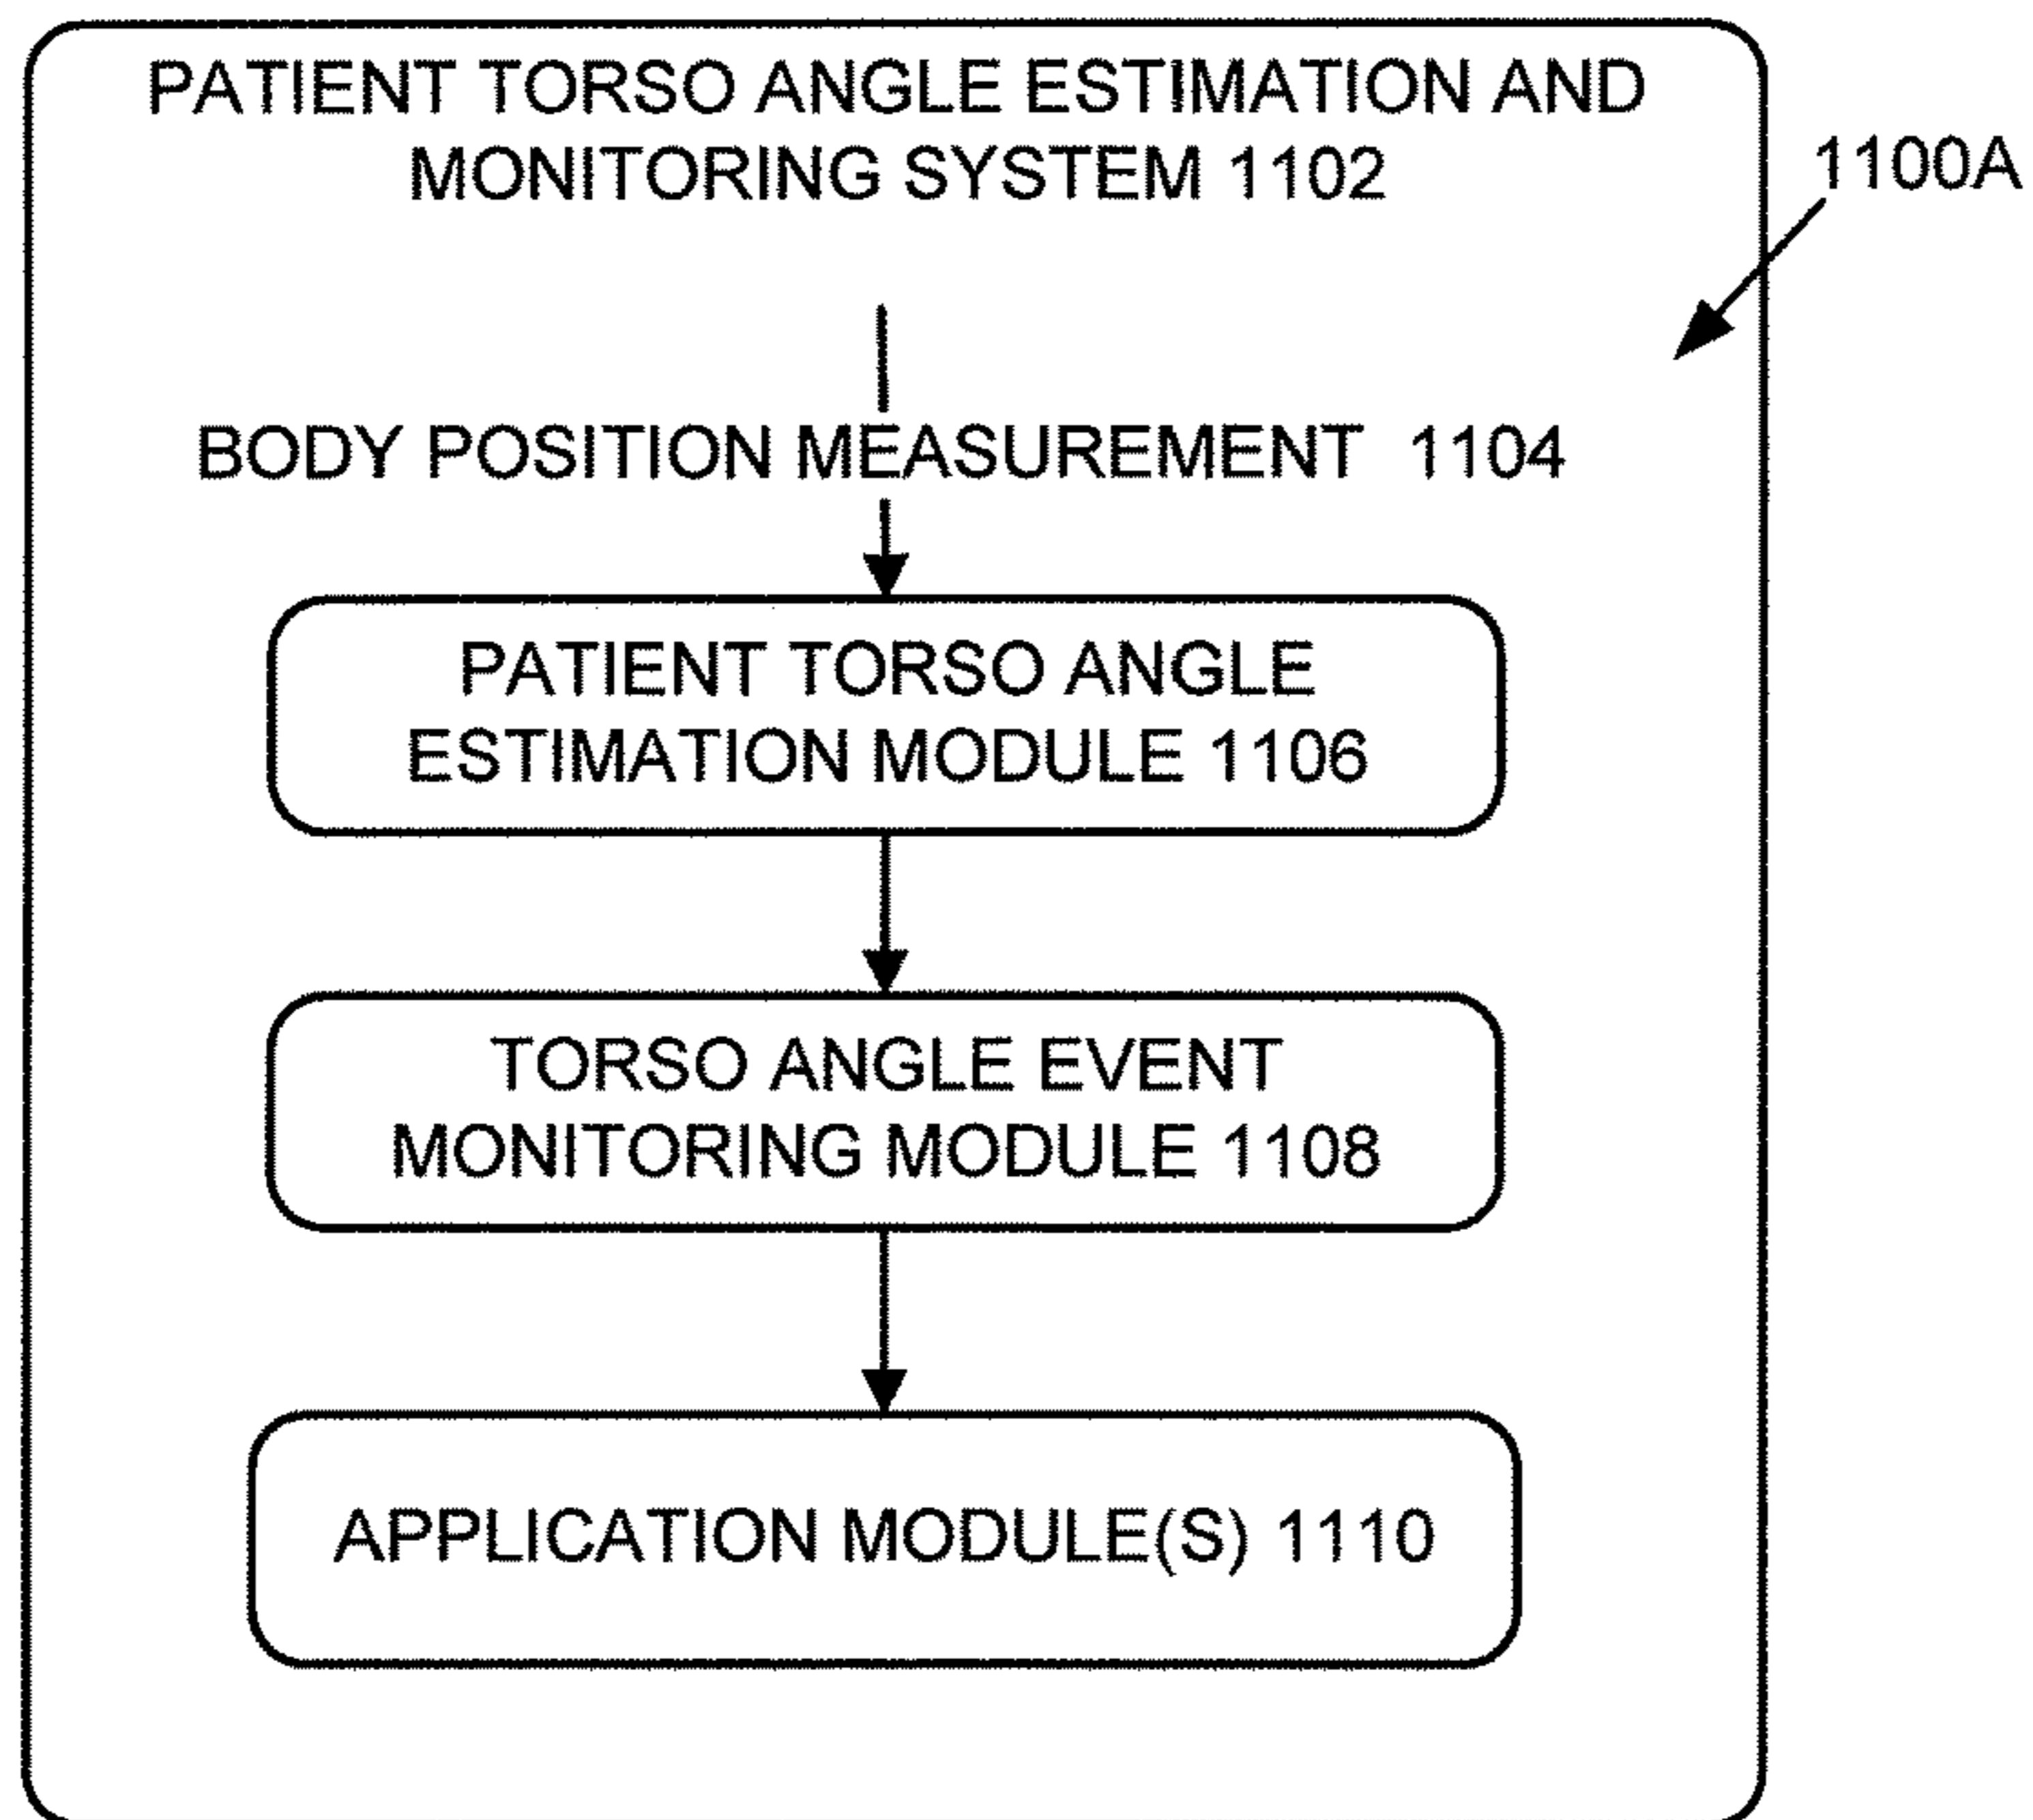 PATIENT TORSO ANGLE ESTIMATION AND
MONITORING SYSTEM 1102
1100A
BODY POSITION MEASUREMENT 1104
PATIENT TORSO ANGLE
ESTIMATION MODULE 1106
TORSO ANGLE EVENT
MONITORING MODULE 1108
APPLICATION MODULE(S) 1110